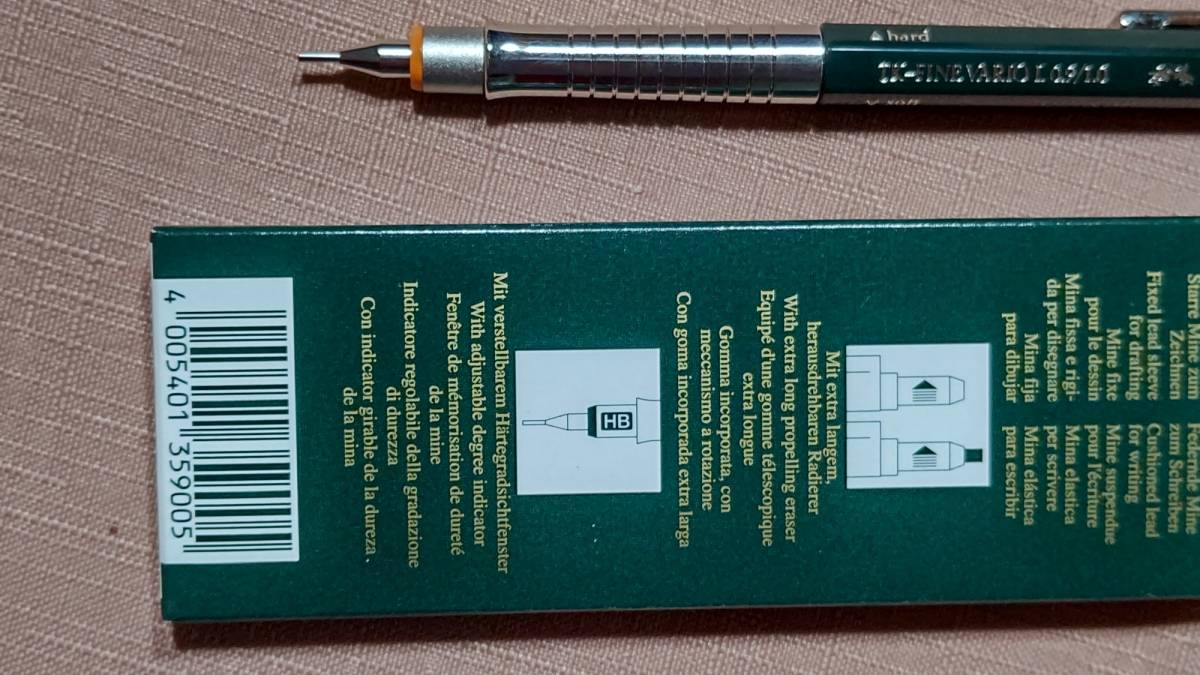 hard
TK-FINE VARIO L 0.9/1.0
Zeichnen
Fixed lead sleeve
for drafting
Mine fixe
pour le dessin
Mina fissa e rigi-
da per disegnare
Mina fija
para dibujar
zum Schreiben
Cushioned lead
for writing
Mine suspendue
pour l'écriture
Mina elastica
per scrivere
Mina elástica
para escribir
Mit extra langem,
herausdrehbaren Radierer
With extra long propelling eraser
Equipé d'une gomme télescopique
extra longue
Gomma incorporata, con
meccanismo a rotazione
Con goma incorporada extra larga
HB
Mit verstellbarem Härtegradsichtfenster
With adjustable degree indicator
Fenêtre de mémorisation de dureté
de la mine
Indicatore regolabile della gradazione
di durezza
Con indicator girable de la dureza
de la mina
4 005401 359005